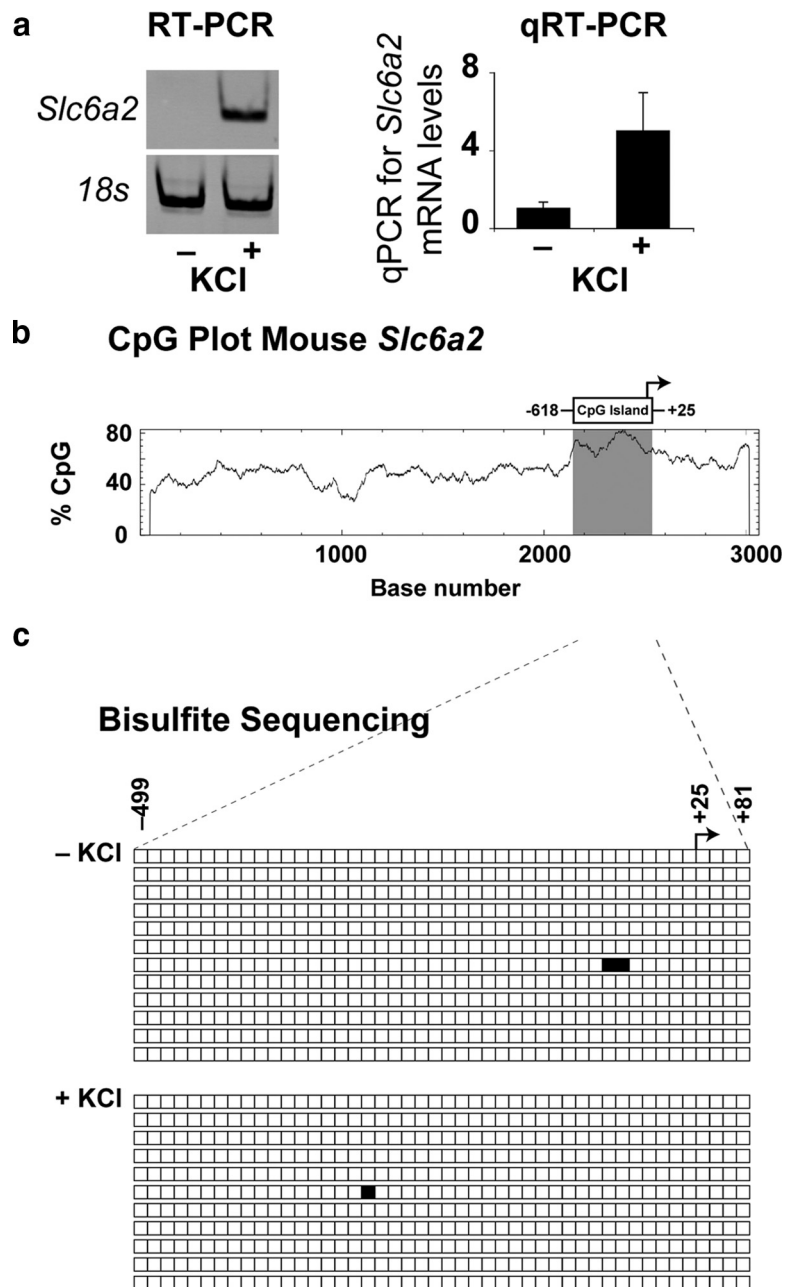 a
RT-PCR
Slc6a2
18s
– +
KCl
qRT-PCR
qPCR for Slc6a2
mRNA levels
8
4
0
– +
KCl
b
CpG Plot Mouse Slc6a2
-618 CpG Island +25
% CpG
80
40
0
1000 2000 3000
Base number
c
Bisulfite Sequencing
–499 +25 +81
– KCl
+ KCl